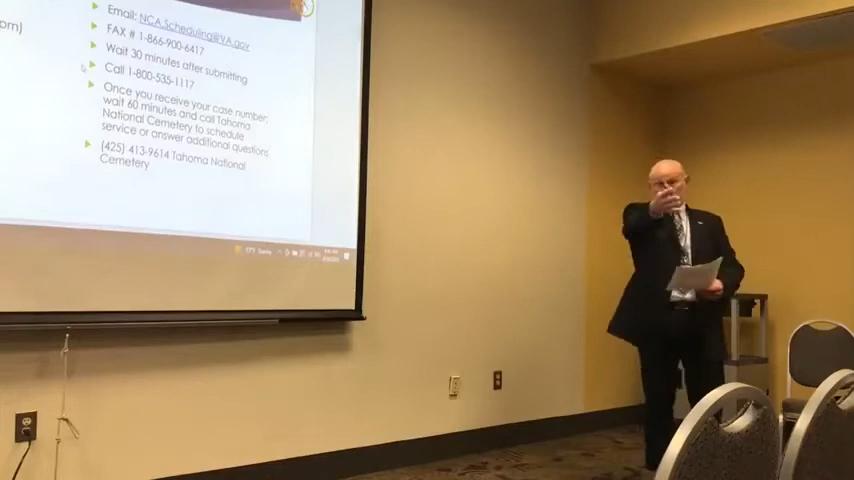 om)
Email: NCA.Scheduling@VA.gov
FAX # 1-866-900-6417
Wait 30 minutes after submitting
Call 1-800-535-1117
Once you receive your case number,
wait 60 minutes and call Tahoma
National Cemetery to schedule
service or answer additional questions
(425) 413-9614 Tahoma National
Cemetery